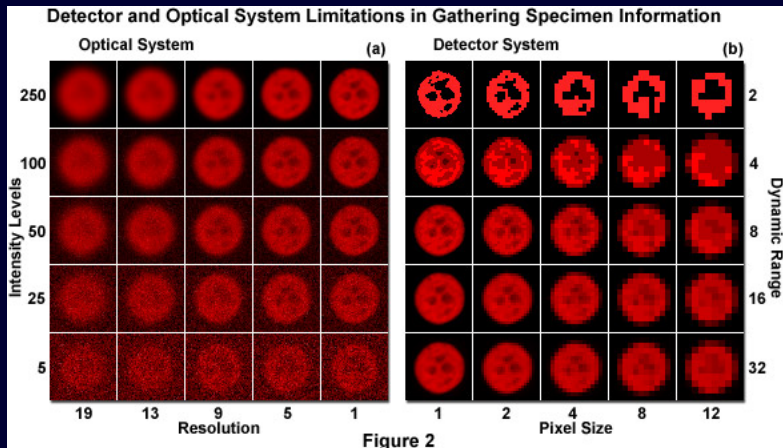 Detector and Optical System Limitations in Gathering Specimen Information
Optical System (a)
Detector System (b)
Intensity Levels
250
100
50
25
5
19 13 9 5 1
Resolution
2
4
8
16
32
Dynamic Range
1 2 4 8 12
Pixel Size
Figure 2